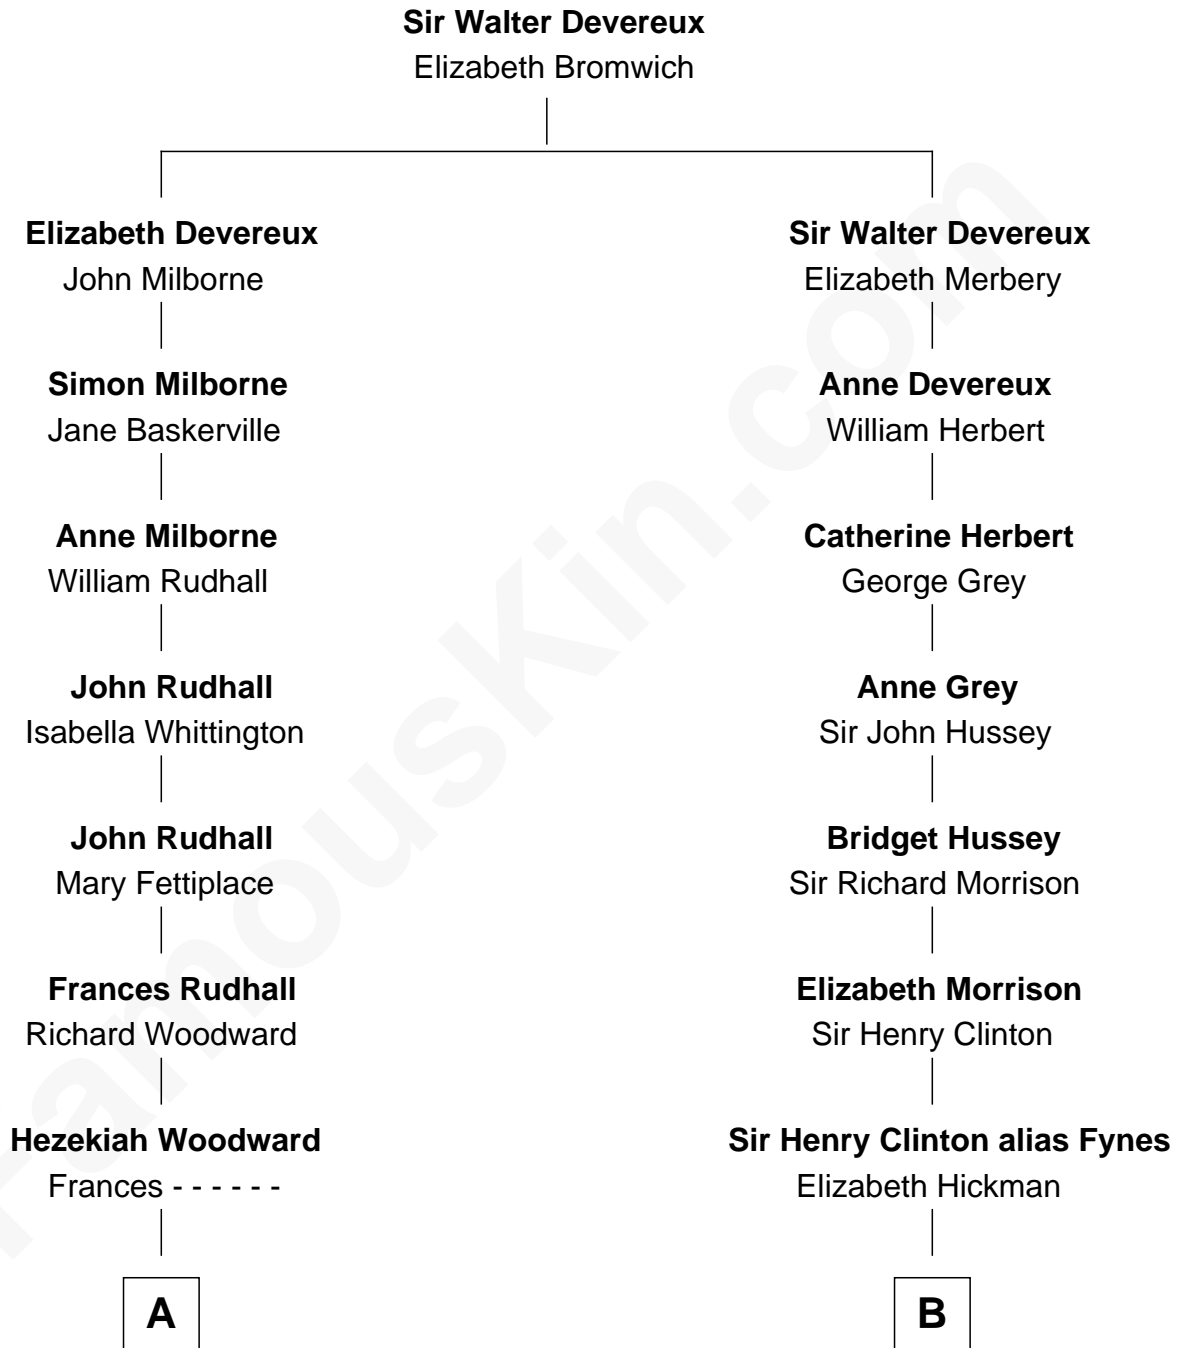 Sir Walter Devereux
Elizabeth Bromwich
Elizabeth Devereux
John Milborne
Simon Milborne
Jane Baskerville
Anne Milborne
William Rudhall
John Rudhall
Isabella Whittington
John Rudhall
Mary Fettiplace
Frances Rudhall
Richard Woodward
Hezekiah Woodward
Frances - - - - - -
A
Sir Walter Devereux
Elizabeth Merbery
Anne Devereux
William Herbert
Catherine Herbert
George Grey
Anne Grey
Sir John Hussey
Bridget Hussey
Sir Richard Morrison
Elizabeth Morrison
Sir Henry Clinton
Sir Henry Clinton alias Fynes
Elizabeth Hickman
B
FamousKin.com